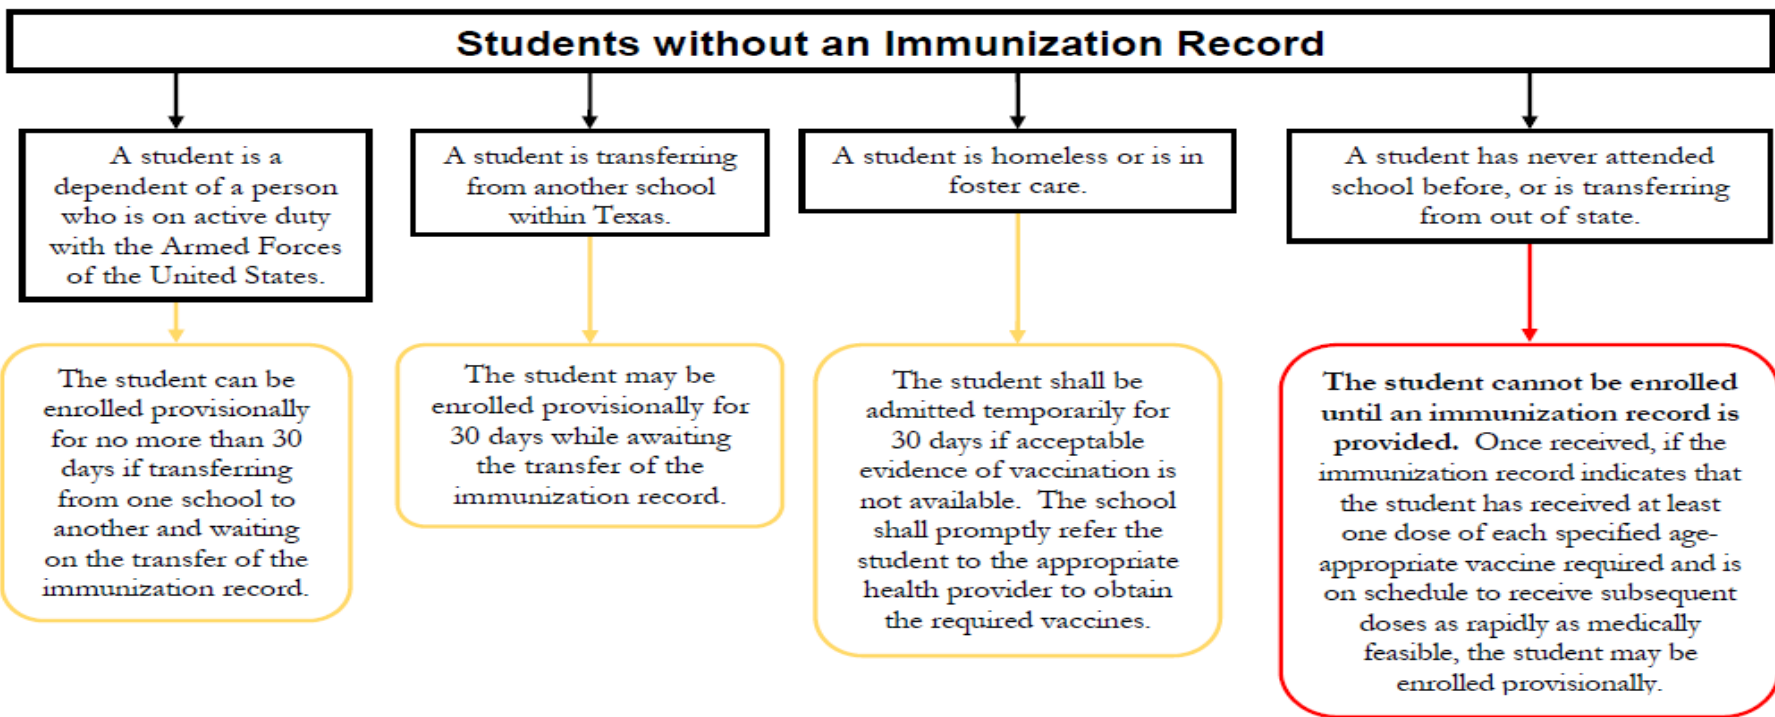 Students without an Immunization Record
A student is a
dependent of a person
who is on active duty
with the Armed Forces
of the United States.
A student is transferring
from another school
within Texas.
A student is homeless or is in
foster care.
A student has never attended
school before, or is transferring
from out of state.
The student can be
enrolled provisionally
for no more than 30
days if transferring
from one school to
another and waiting
on the transfer of the
immunization record.
The student may be
enrolled provisionally for
30 days while awaiting
the transfer of the
immunization record.
The student shall be
admitted temporarily for
30 days if acceptable
evidence of vaccination is
not available.  The school
shall promptly refer the
student to the appropriate
health provider to obtain
the required vaccines.
The student cannot be enrolled
until an immunization record is
provided.  Once received, if the
immunization record indicates that
the student has received at least
one dose of each specified age-
appropriate vaccine required and is
on schedule to receive subsequent
doses as rapidly as medically
feasible, the student may be
enrolled provisionally.